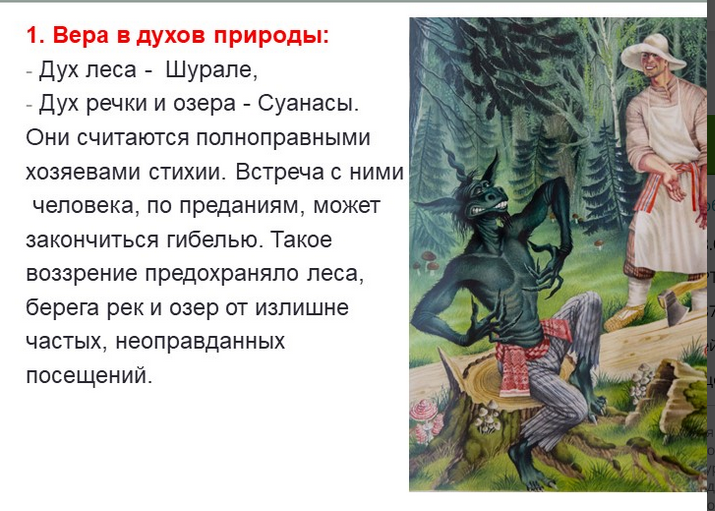 1. Вера в духов природы:
- Дух леса - Шурале,
- Дух речки и озера - Суанасы.
Они считаются полноправными
хозяевами стихии. Встреча с ними
человека, по преданиям, может
закончиться гибелью. Такое
воззрение предохраняло леса,
берега рек и озер от излишне
частых, неоправданных
посещений.